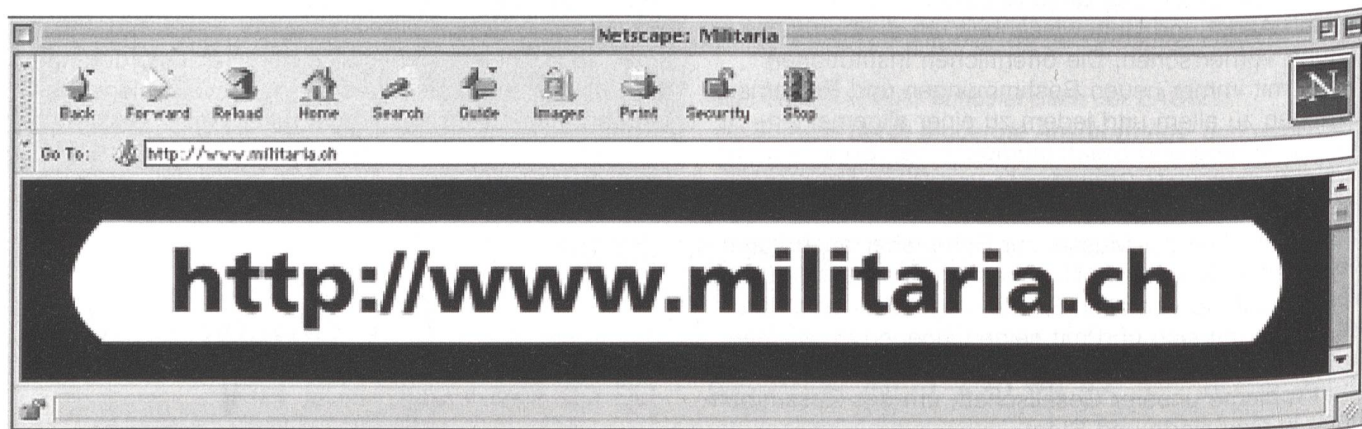 Netscape: Militaria
Back Forward Reload Home Search Guide Images Print Security Stop
N
Go To: http://www.militaria.ch
http://www.militaria.ch